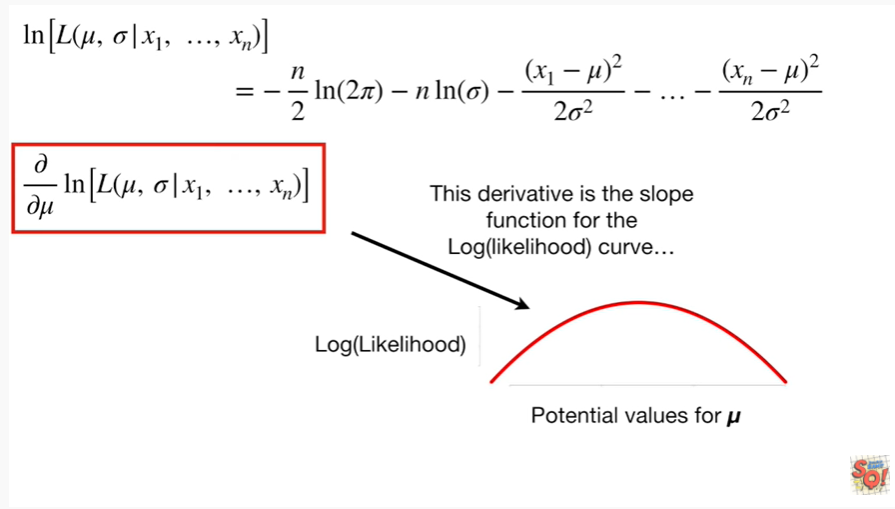 ln[L(μ, σ|x₁, …, xₙ)]
= − n/2 ln(2π) − n ln(σ) − (x₁ − μ)²/2σ² − … − (xₙ − μ)²/2σ²
∂/∂μ ln[L(μ, σ|x₁, …, xₙ)]
This derivative is the slope
function for the
Log(likelihood) curve…
Log(Likelihood)
Potential values for μ
SQ!